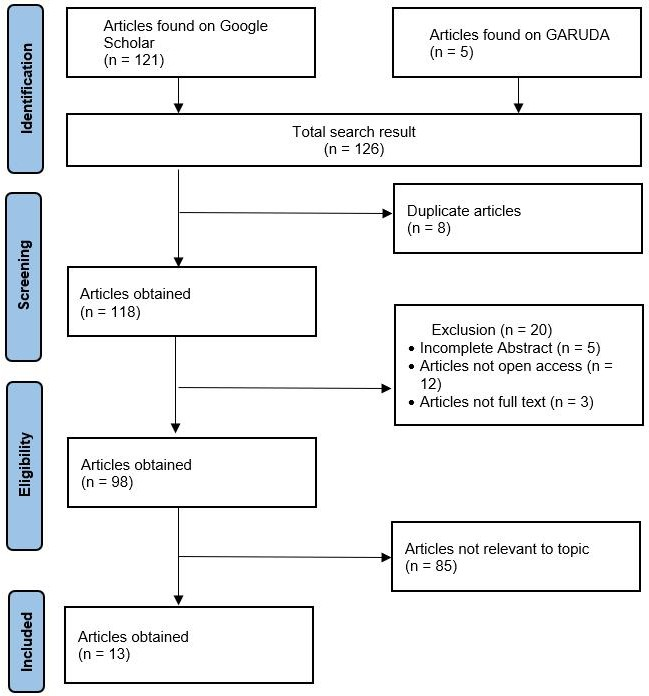 Identification
Articles found on Google
Scholar
(n = 121)
Articles found on GARUDA
(n = 5)
Total search result
(n = 126)
Screening
Duplicate articles
(n = 8)
Articles obtained
(n = 118)
Exclusion (n = 20)
• Incomplete Abstract (n = 5)
• Articles not open access (n =
12)
• Articles not full text (n = 3)
Eligibility
Articles obtained
(n = 98)
Articles not relevant to topic
(n = 85)
Included
Articles obtained
(n = 13)